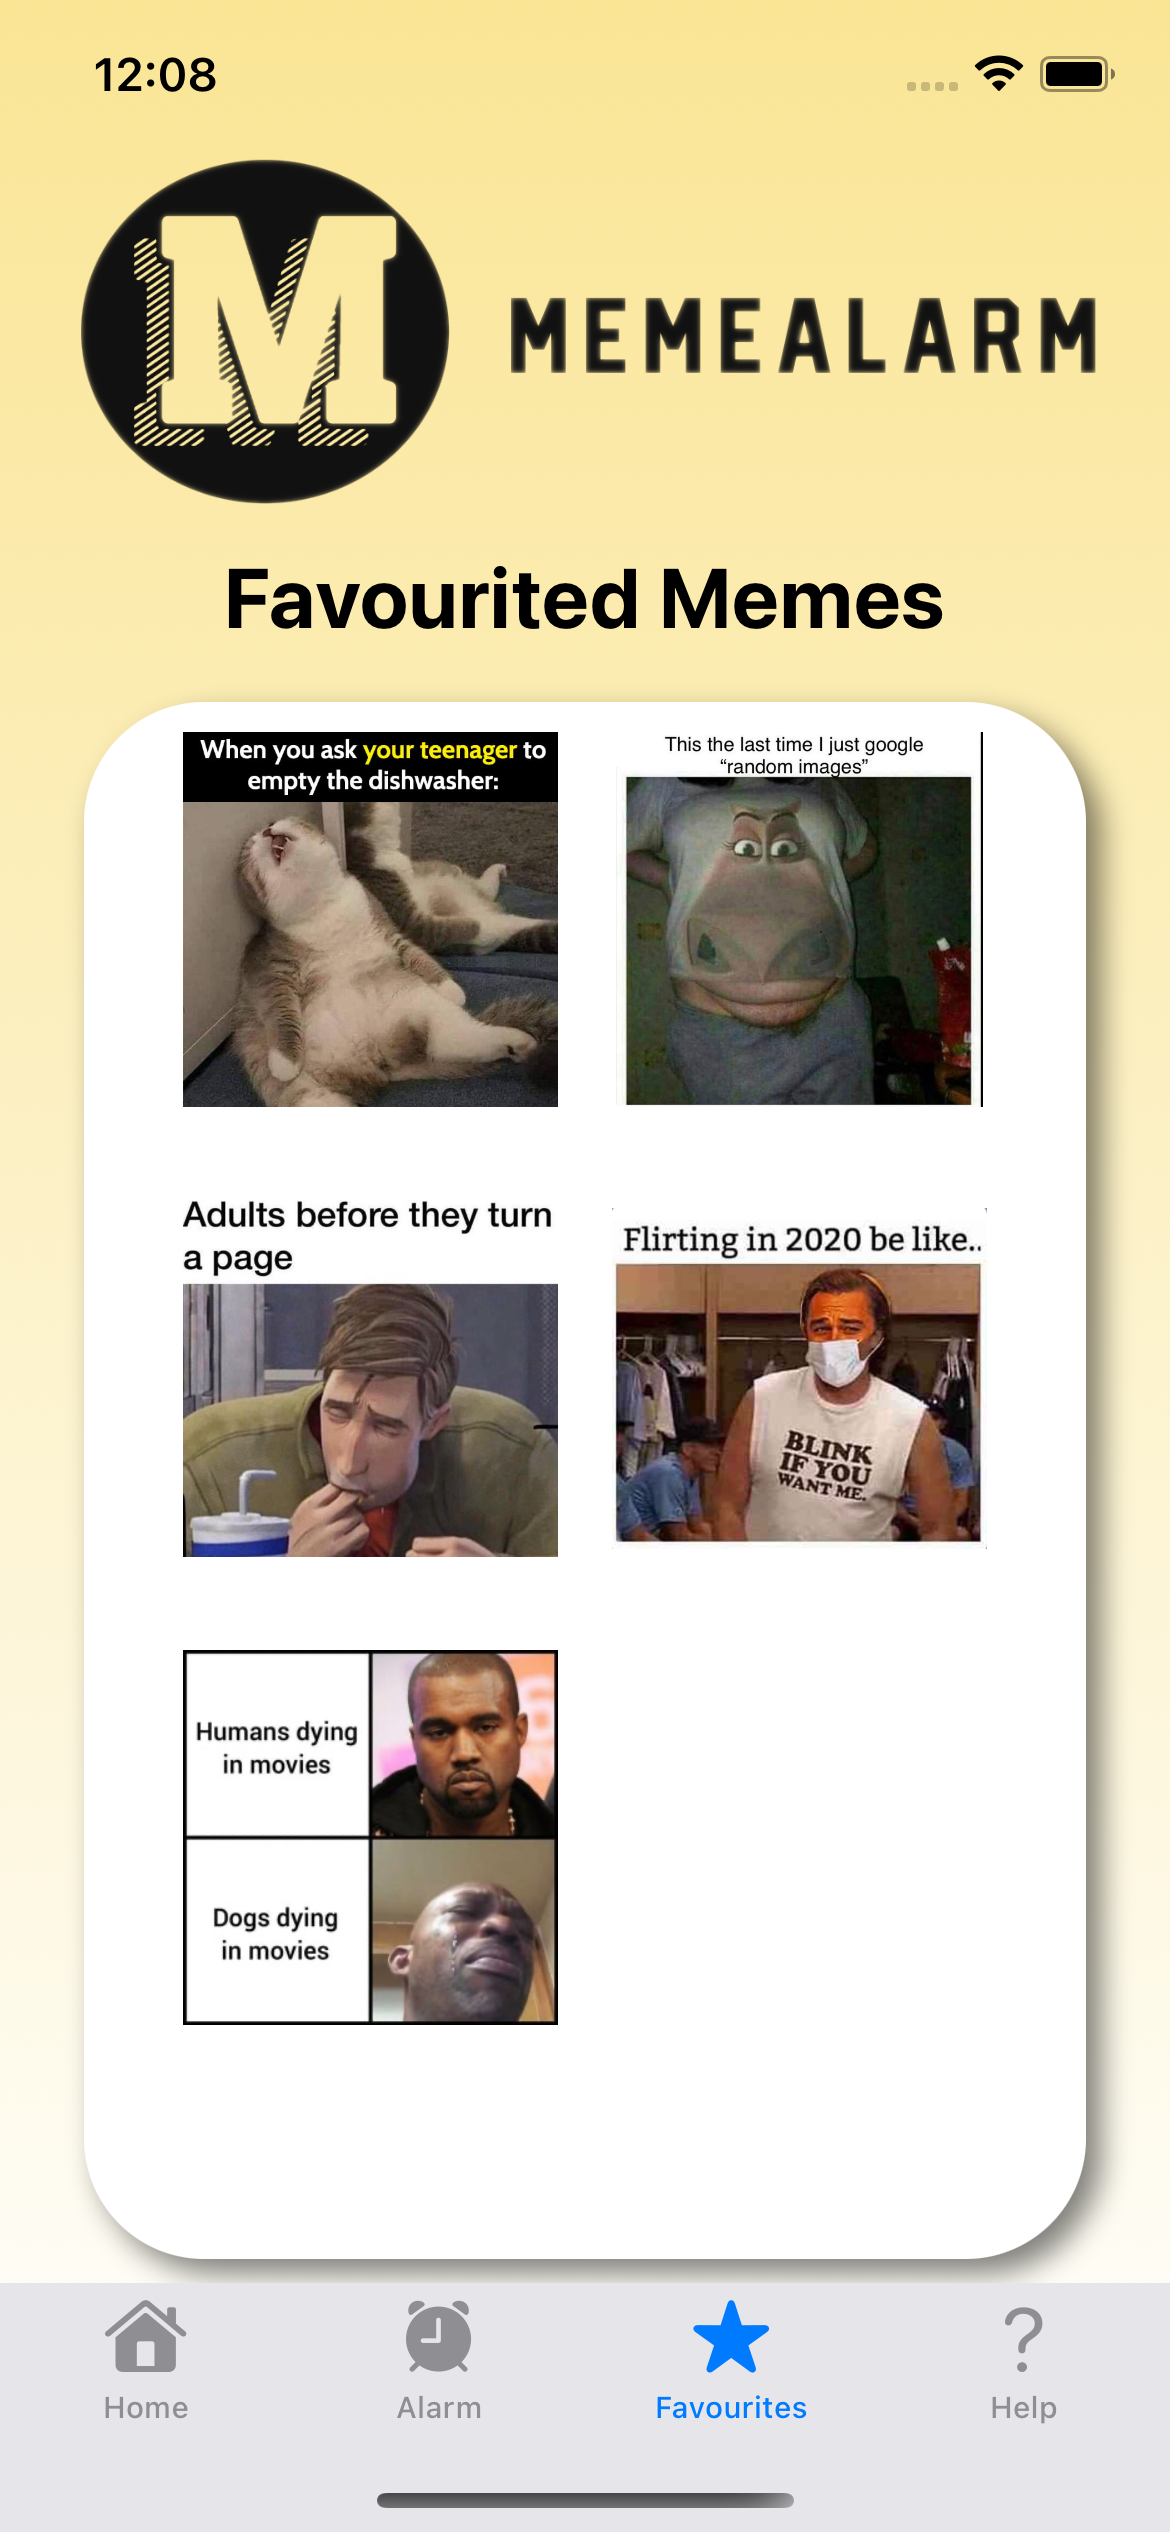 12:08
M
MEMEALARM
Favourited Memes
When you ask your teenager to
empty the dishwasher:
This the last time I just google
“random images”
Adults before they turn
a page
Flirting in 2020 be like..
BLINK
IF YOU
WANT ME.
Humans dying
in movies
Dogs dying
in movies
Home
Alarm
Favourites
Help